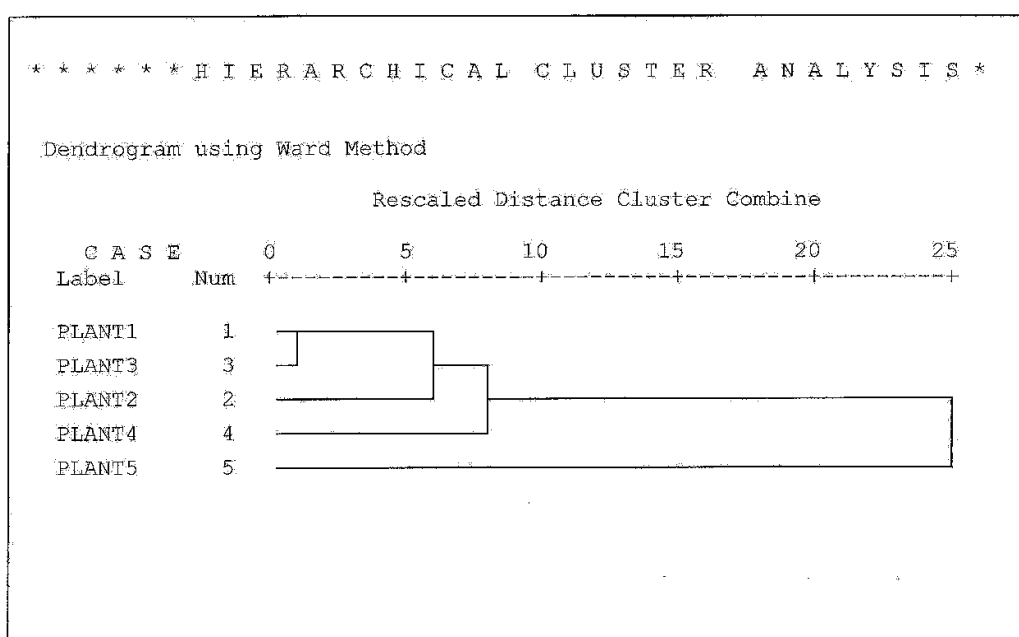 * * * * * * H I E R A R C H I C A L   C L U S T E R   A N A L Y S I S *
Dendrogram using Ward Method
Rescaled Distance Cluster Combine
C A S E 0 5 10 15 20 25
Label Num +---------+---------+---------+---------+---------+
PLANT1 1
PLANT3 3
PLANT2 2
PLANT4 4
PLANT5 5